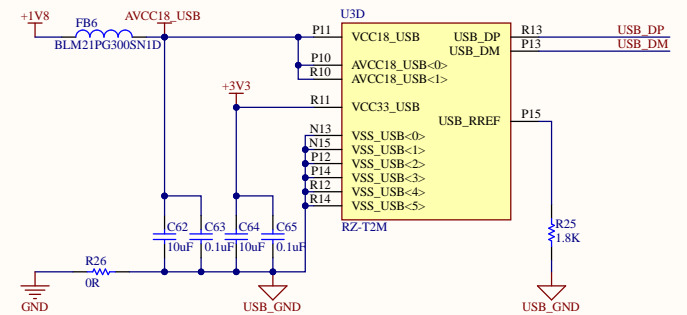 +1V8
FB6
BLM21PG300SN1D
AVCC18_USB
U3D
P11 VCC18_USB
USB_DP R13 USB_DP
USB_DM P13 USB_DM
P10 AVCC18_USB<0>
R10 AVCC18_USB<1>
+3V3
R11 VCC33_USB
USB_RREF P15
N13 VSS_USB<0>
N15 VSS_USB<1>
P12 VSS_USB<2>
P14 VSS_USB<3>
R12 VSS_USB<4>
R14 VSS_USB<5>
RZ-T2M
C62 C63 C64 C65
10uF 0.1uF 10uF 0.1uF
R25
1.8K
R26
0R
GND
USB_GND
USB_GND